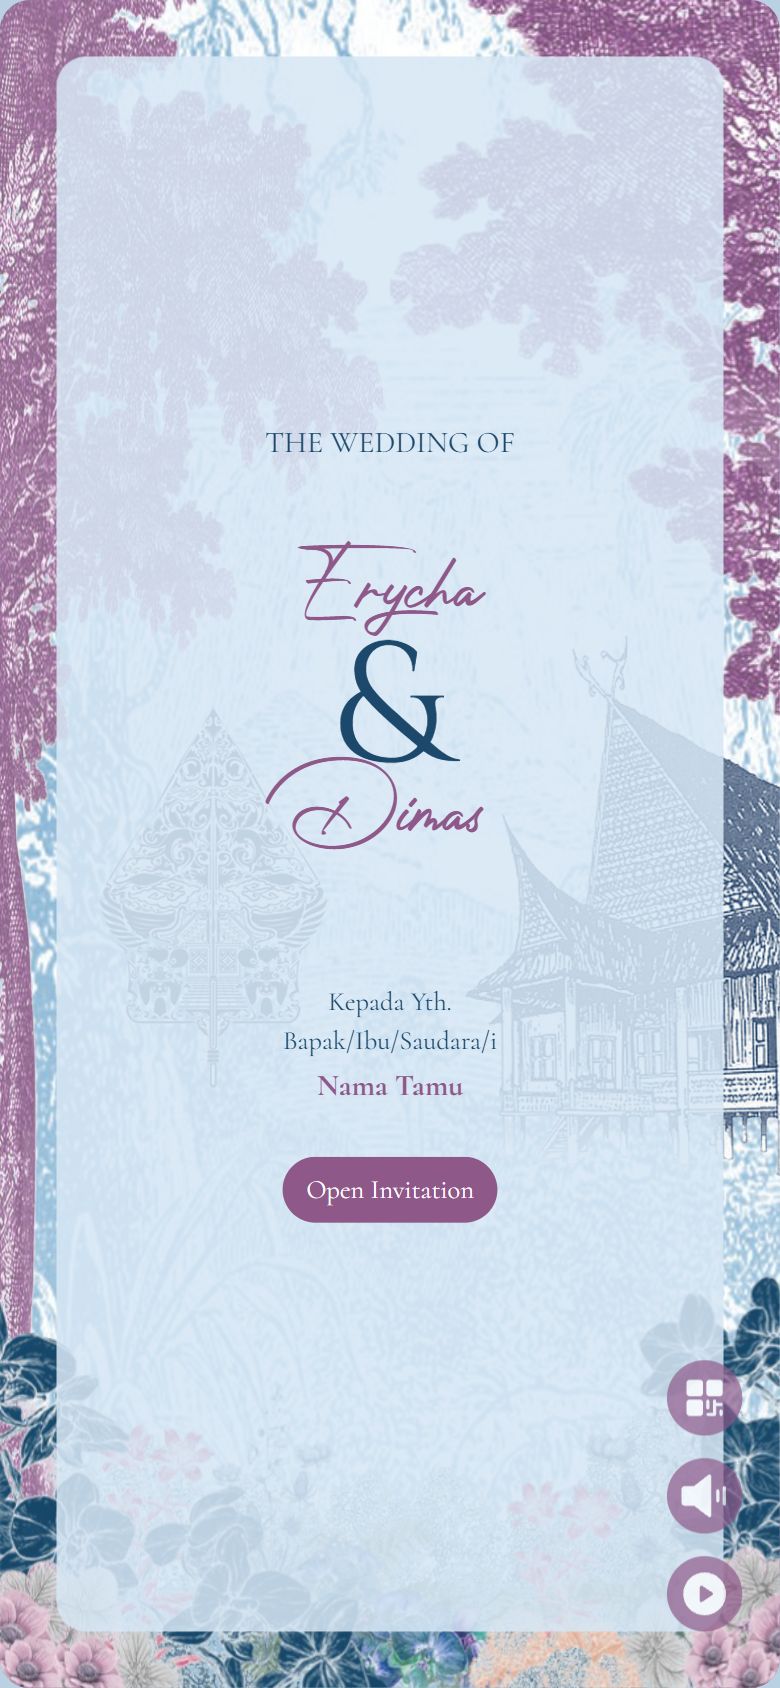 THE WEDDING OF
Erycha
&
Dimas
Kepada Yth.
Bapak/Ibu/Saudara/i
Nama Tamu
Open Invitation